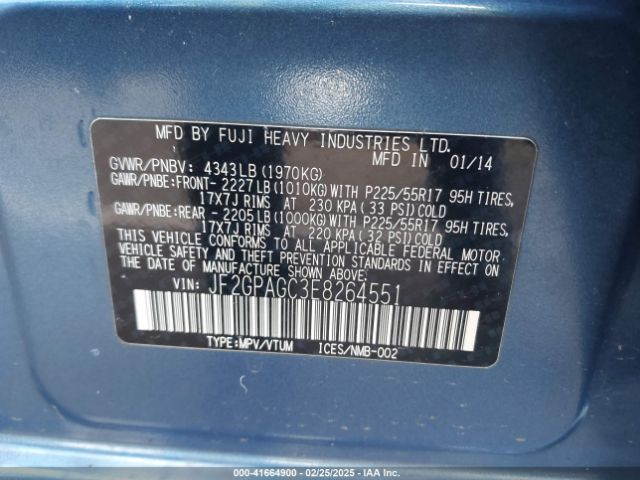 MFD BY FUJI HEAVY INDUSTRIES LTD.
MFD IN 01/14
GVWR/PNBV: 4343LB(1970KG)
GAWR/PNBE:FRONT- 2227LB(1010KG)WITH P225/55R17 95H TIRES,
17X7J RIMS AT 230 KPA(33 PSI)COLD
GAWR/PNBE:REAR - 2205LB(1000KG)WITH P225/55R17 95H TIRES,
17X7J RIMS AT 220 KPA(32 PSI)COLD
THIS VEHICLE CONFORMS TO ALL APPLICABLE FEDERAL MOTOR
VEHICLE SAFETY AND THEFT PREVENTION STANDARDS IN EFFECT ON
THE DATE OF MANUFACTURE SHOWN ABOVE.
VIN: JF2GPAGC3E8264551
TYPE:MPV/VTUM ICES/NMB-002
00-41664900 - 02/25/2025 - IAA Inc.